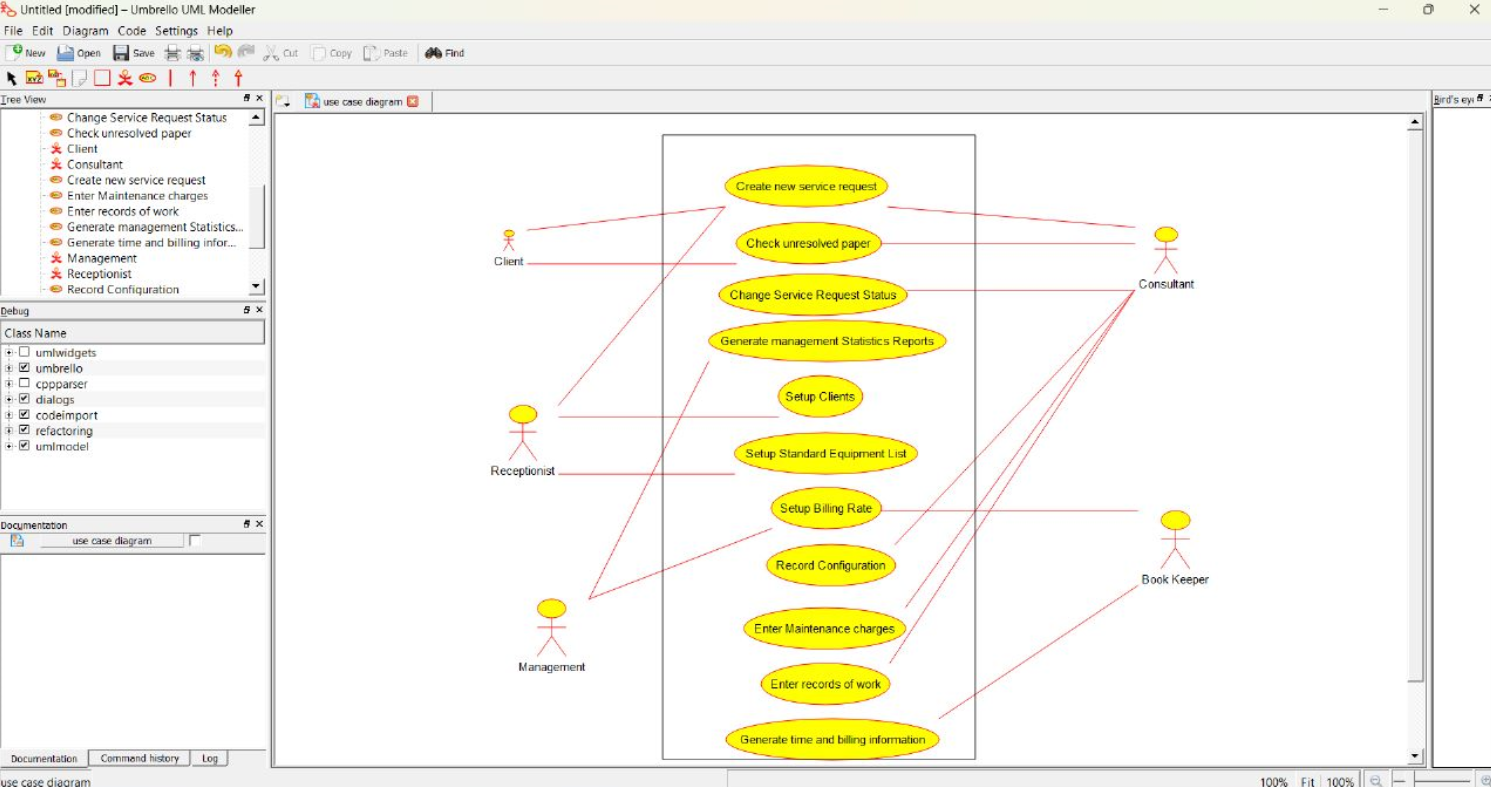 Untitled [modified] – Umbrello UML Modeller
File Edit Diagram Code Settings Help
New Open Save Cut Copy Paste Find
XYZ
Tree View
use case diagram
Bird's ey
Change Service Request Status
Check unresolved paper
Client
Consultant
Create new service request
Enter Maintenance charges
Enter records of work
Generate management Statistics...
Generate time and billing infor...
Management
Receptionist
Record Configuration
Debug
Class Name
umlwidgets
umbrello
cppparser
dialogs
codeimport
refactoring
umlmodel
Documentation
use case diagram
Documentation Command history Log
use case diagram
100% Fit 100%
Create new service request
Check unresolved paper
Change Service Request Status
Generate management Statistics Reports
Setup Clients
Setup Standard Equipment List
Setup Billing Rate
Record Configuration
Enter Maintenance charges
Enter records of work
Generate time and billing information
Client
Receptionist
Management
Consultant
Book Keeper